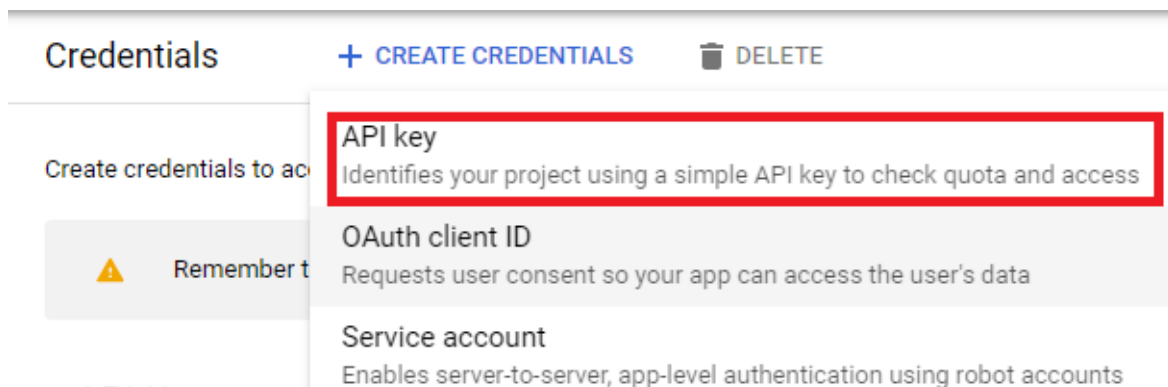 Credentials
+ CREATE CREDENTIALS
DELETE
API key
Identifies your project using a simple API key to check quota and access
Create credentials to ac
OAuth client ID
Requests user consent so your app can access the user's data
Remember t
Service account
Enables server-to-server, app-level authentication using robot accounts